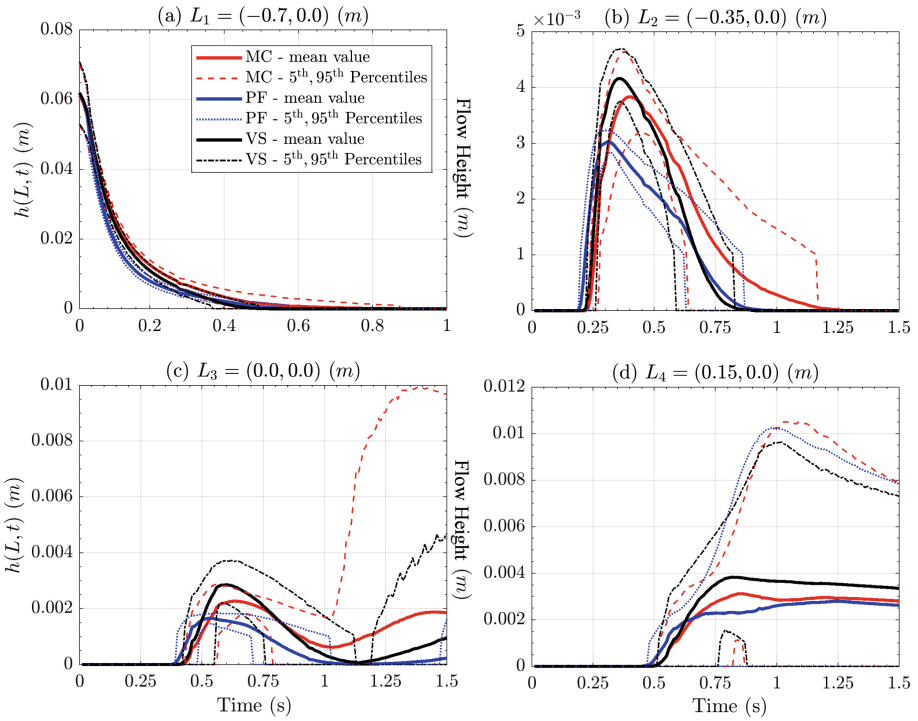 (a) L₁ = (−0.7, 0.0) (m)
h(L, t) (m)
0.08
0.06
0.04
0.02
0
0 0.2 0.4 0.6 0.8 1
MC - mean value
MC - 5th, 95th Percentiles
PF - mean value
PF - 5th, 95th Percentiles
VS - mean value
VS - 5th, 95th Percentiles
(b) L₂ = (−0.35, 0.0) (m)
×10⁻³
Flow Height (m)
5
4
3
2
1
0
0 0.25 0.5 0.75 1 1.25 1.5
(c) L₃ = (0.0, 0.0) (m)
h(L, t) (m)
0.01
0.008
0.006
0.004
0.002
0
0 0.25 0.5 0.75 1 1.25 1.5
Time (s)
(d) L₄ = (0.15, 0.0) (m)
Flow Height (m)
0.012
0.01
0.008
0.006
0.004
0.002
0
0 0.25 0.5 0.75 1 1.25 1.5
Time (s)